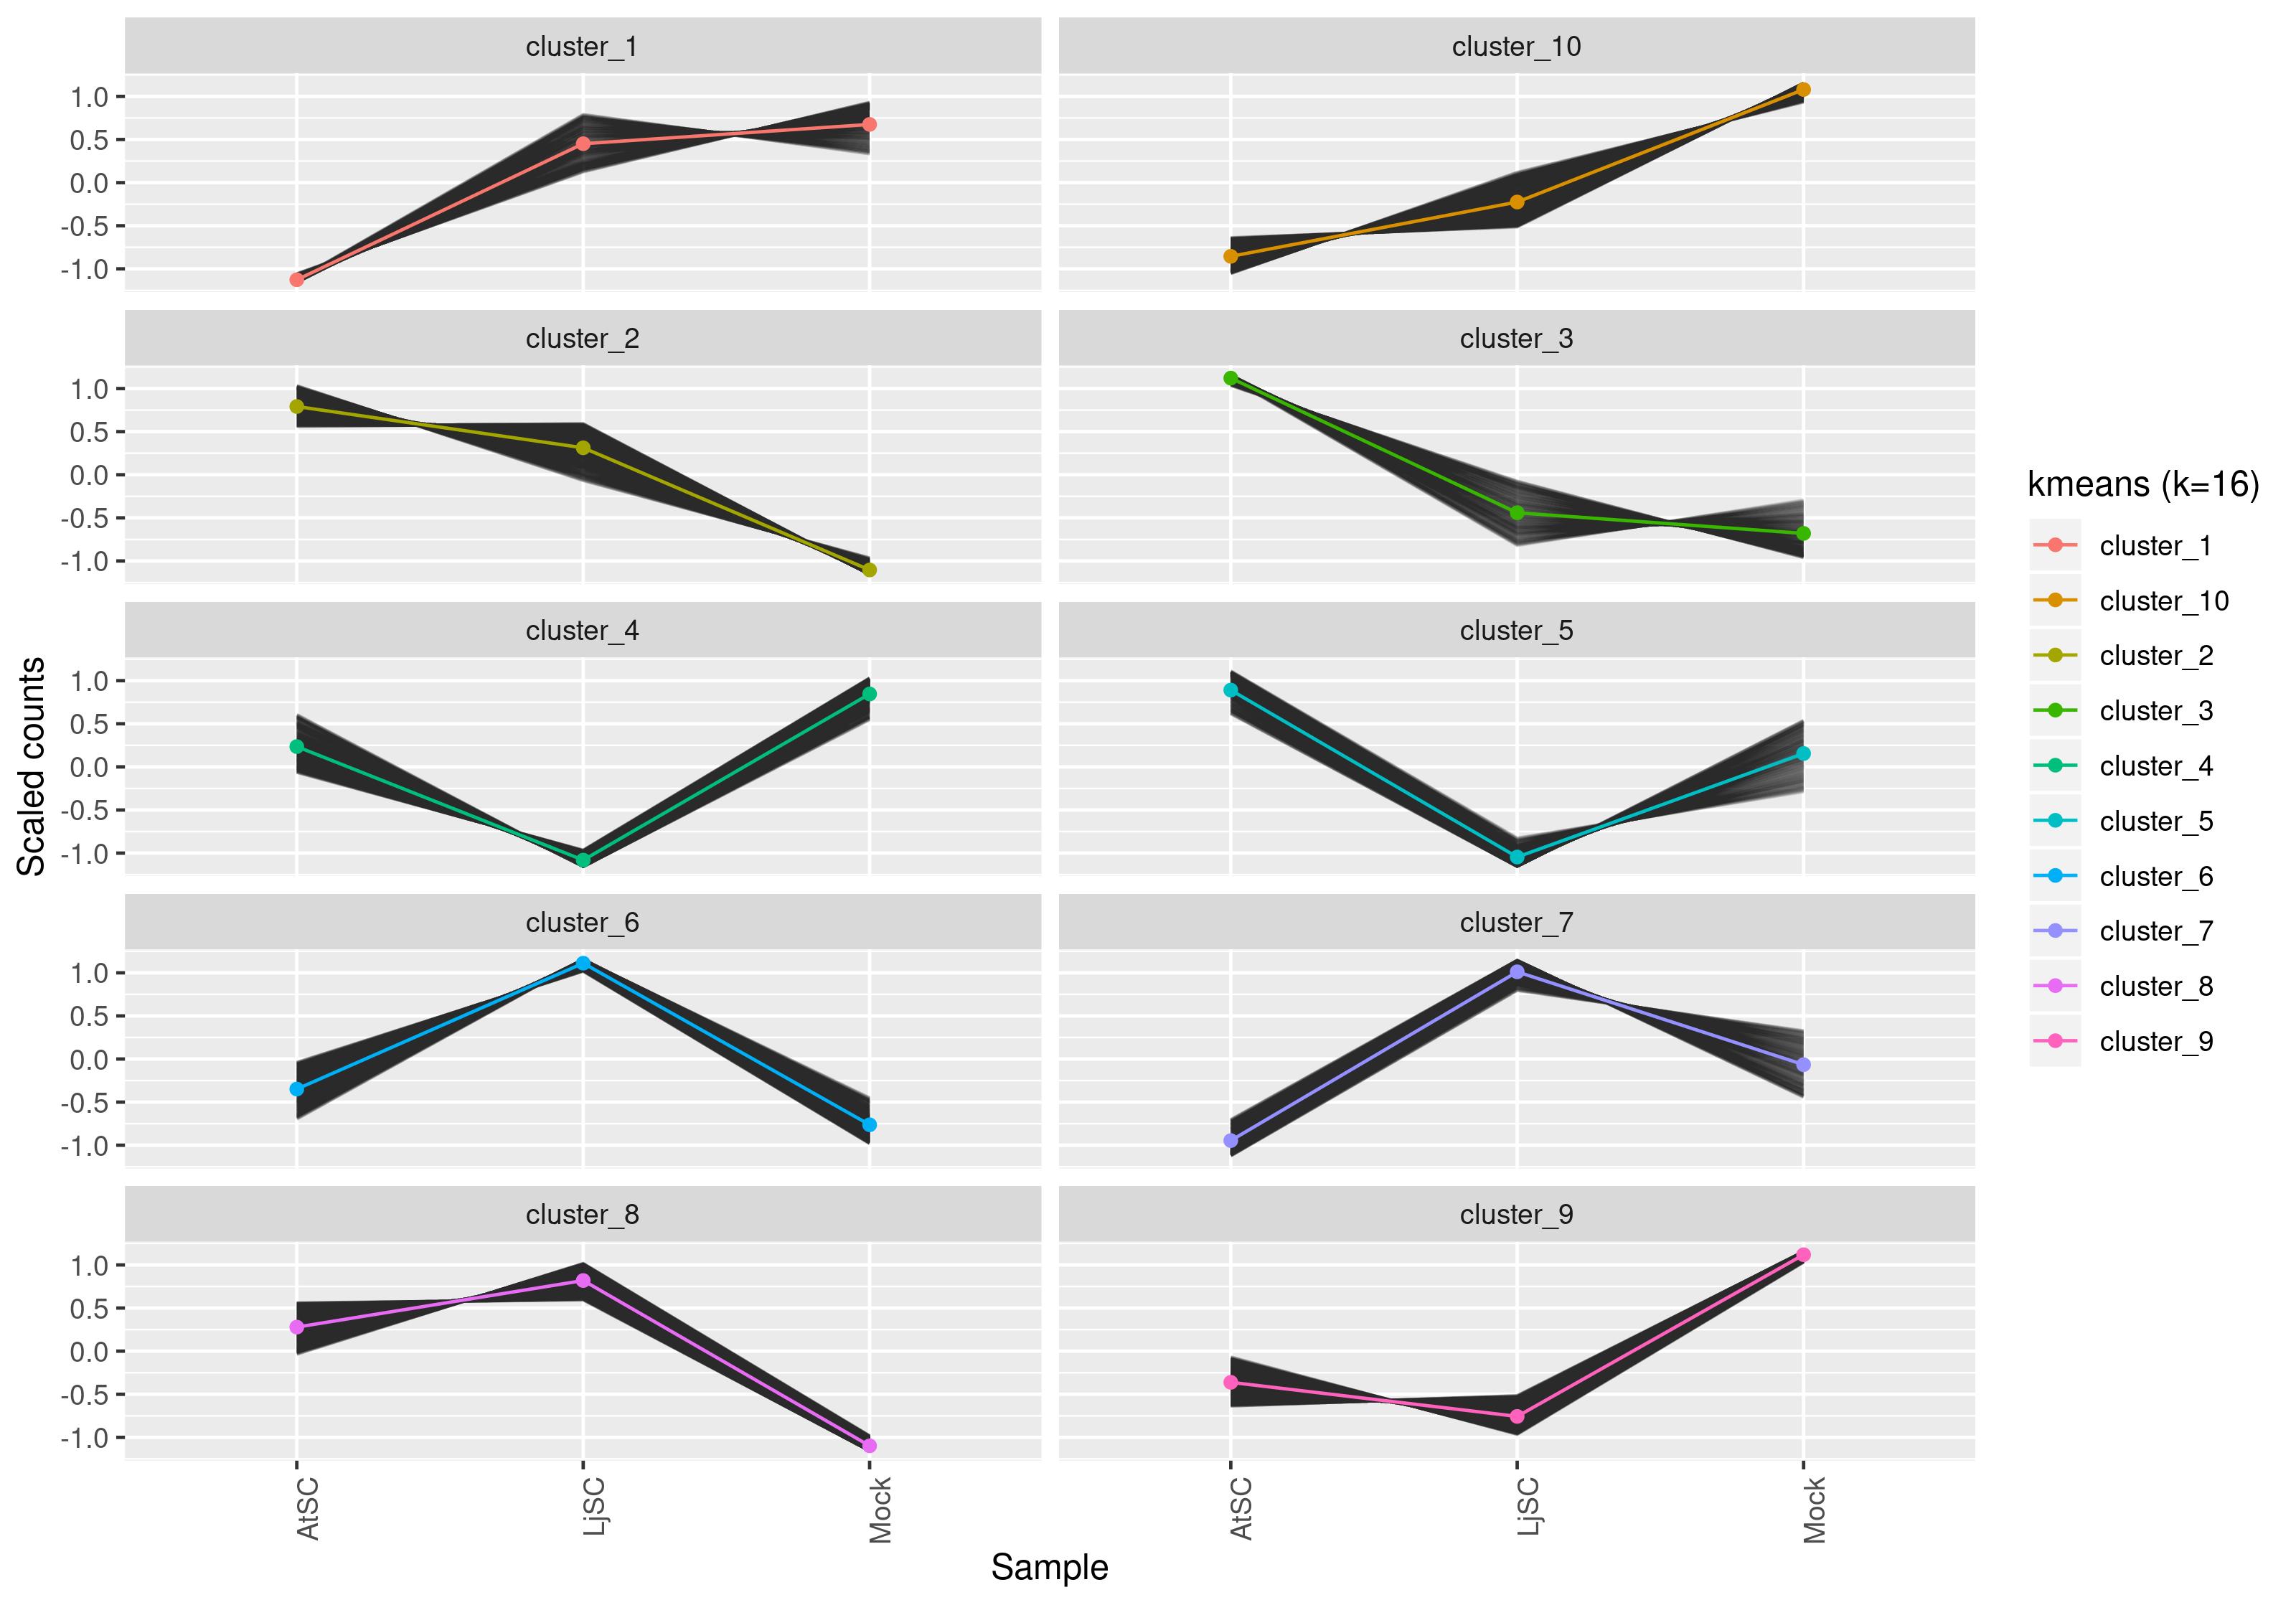 cluster_1
cluster_10
1.0
0.5
0.0
-0.5
-1.0
cluster_2
cluster_3
1.0
0.5
0.0
-0.5
-1.0
cluster_4
cluster_5
1.0
0.5
0.0
-0.5
-1.0
cluster_6
cluster_7
1.0
0.5
0.0
-0.5
-1.0
cluster_8
cluster_9
1.0
0.5
0.0
-0.5
-1.0
AtSC
LjSC
Mock
AtSC
LjSC
Mock
Sample
Scaled counts
kmeans (k=16)
cluster_1
cluster_10
cluster_2
cluster_3
cluster_4
cluster_5
cluster_6
cluster_7
cluster_8
cluster_9